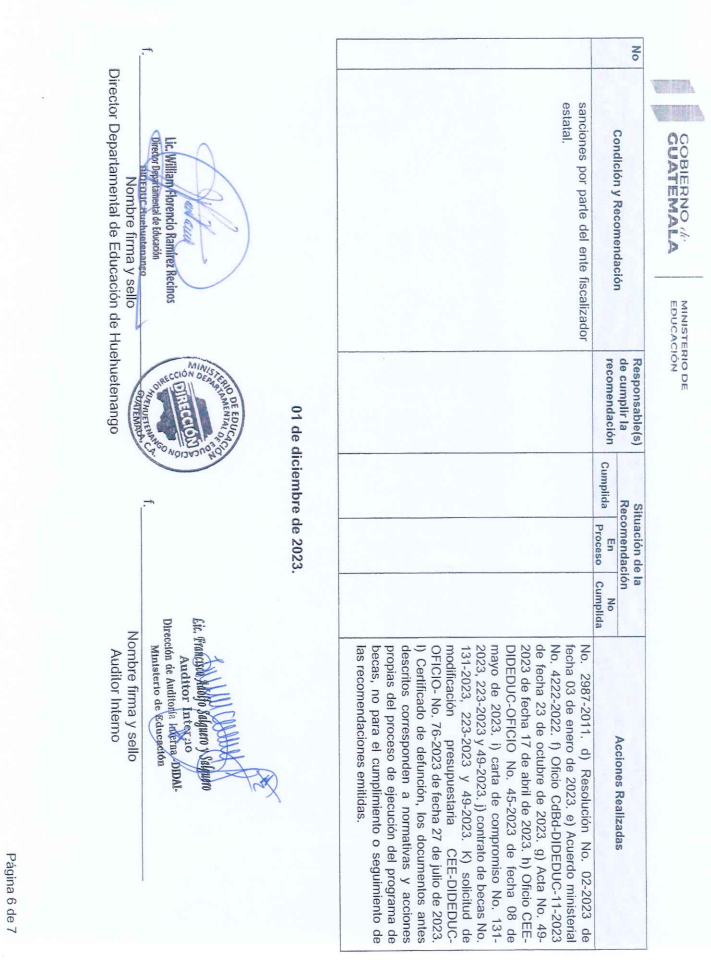 GOBIERNO de
GUATEMALA
MINISTERIO DE
EDUCACIÓN
No
Condición y Recomendación
Responsable(s)
de cumplir la
recomendación
Situación de la
Recomendación
Cumplida
En
Proceso
No
Cumplida
Acciones Realizadas
sanciones por parte del ente fiscalizador
estatal.
No. 2987-2011. d) Resolución No. 02-2023 de
fecha 03 de enero de 2023. e) Acuerdo ministerial
No. 4222-2022. f) Oficio CdBd-DIDEDUC-11-2023
de fecha 23 de octubre de 2023. g) Acta No. 49-
2023 de fecha 17 de abril de 2023. h) Oficio CEE-
DIDEDUC-OFICIO No. 45-2023 de fecha 08 de
mayo de 2023. i) carta de compromiso No. 131-
2023, 223-2023 y 49-2023. j) contrato de becas No.
131-2023, 223-2023 y 49-2023. K) solicitud de
modificación presupuestaria CEE-DIDEDUC-
OFICIO- No. 76-2023 de fecha 27 de julio de 2023.
l) Certificado de defunción, los documentos antes
descritos corresponden a normativas y acciones
propias del proceso de ejecución del programa de
becas, no para el cumplimiento o seguimiento de
las recomendaciones emitidas.
01 de diciembre de 2023.
f.
Lic. William Florencio Ramírez Recinos
Director Departamental de Educación
DIDEDUC Huehuetenango
Nombre firma y sello
Director Departamental de Educación de Huehuetenango
MINISTERIO DE EDUCACIÓN
DIRECCIÓN DEPARTAMENTAL DE EDUCACIÓN
DIRECCIÓN
HUEHUETENANGO
GUATEMALA, C.A.
f.
Lic. Francisco Adolfo Salguero y Salguero
Auditor Interno
Dirección de Auditoría Interna -DIDAI-
Ministerio de Educación
Nombre firma y sello
Auditor Interno
Página 6 de 7